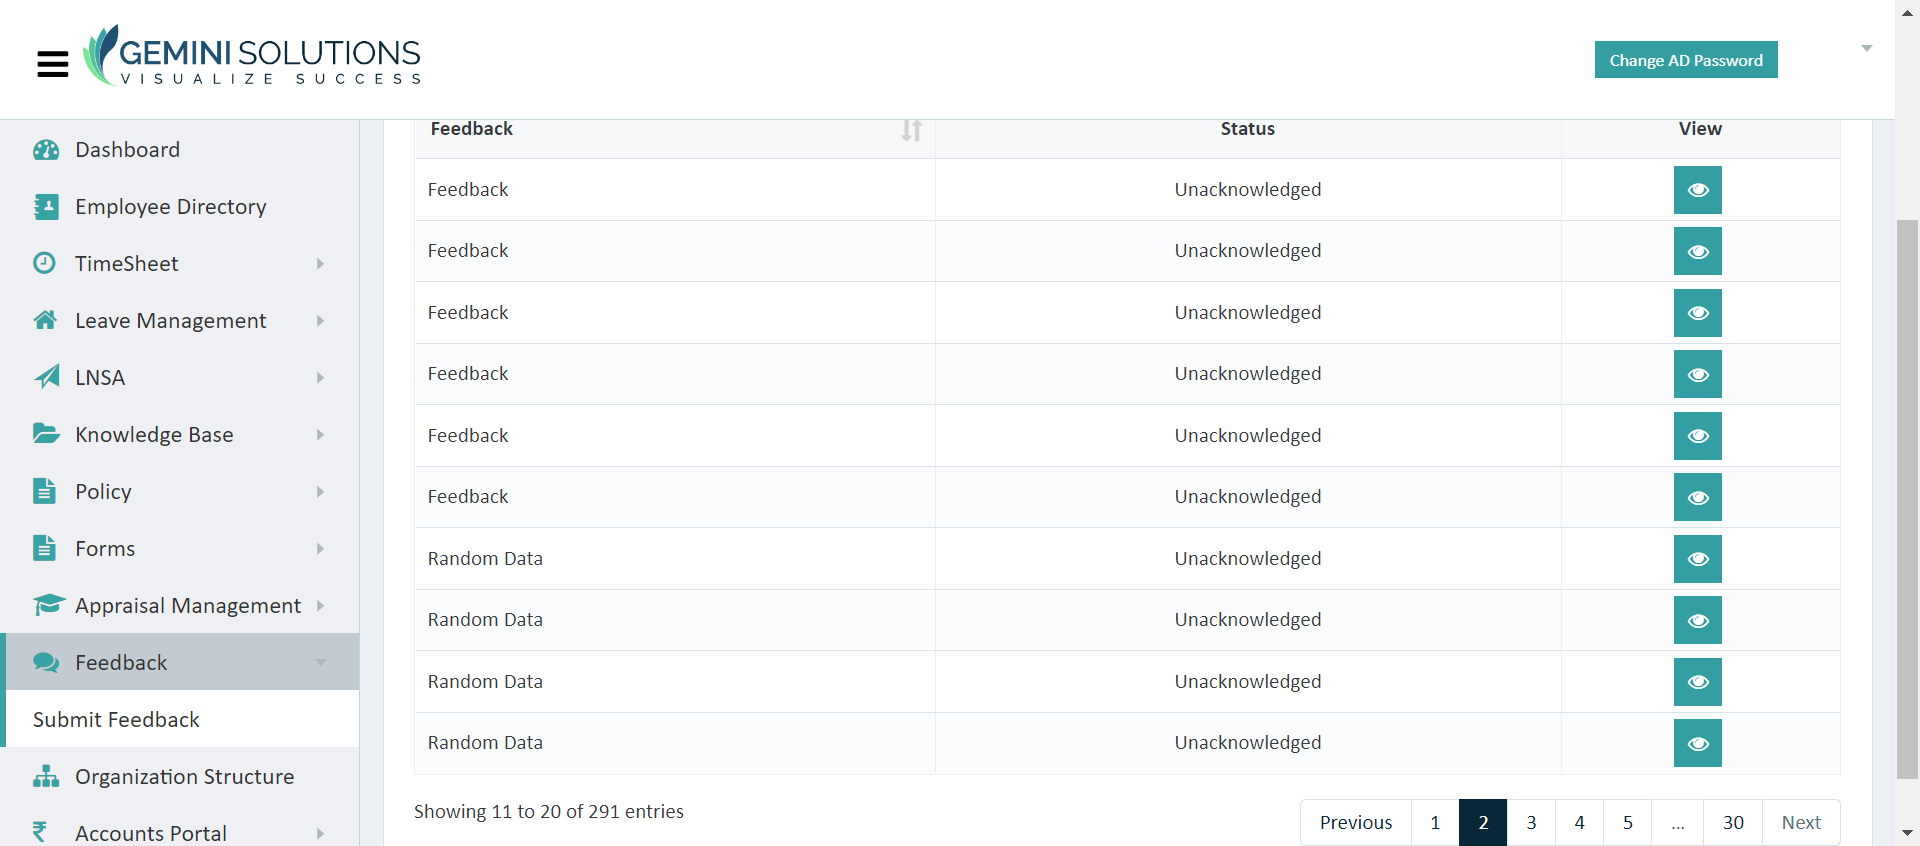 GEMINI SOLUTIONS
VISUALIZE SUCCESS
Change AD Password
Dashboard
Employee Directory
TimeSheet
Leave Management
LNSA
Knowledge Base
Policy
Forms
Appraisal Management
Feedback
Submit Feedback
Organization Structure
Accounts Portal
Feedback Status View
Feedback Unacknowledged
Feedback Unacknowledged
Feedback Unacknowledged
Feedback Unacknowledged
Feedback Unacknowledged
Feedback Unacknowledged
Random Data Unacknowledged
Random Data Unacknowledged
Random Data Unacknowledged
Random Data Unacknowledged
Showing 11 to 20 of 291 entries
Previous 1 2 3 4 5 ... 30 Next